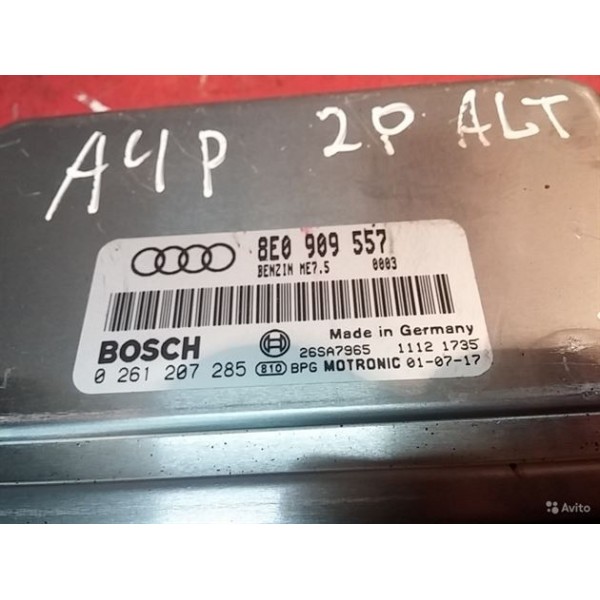 A41P 2P ALT
8E0 909 557
BENZIN ME7.5 0003
Made in Germany
BOSCH 26SA7965 1112 1735
0 261 207 285 810 BPG MOTRONIC 01-07-17
Avito